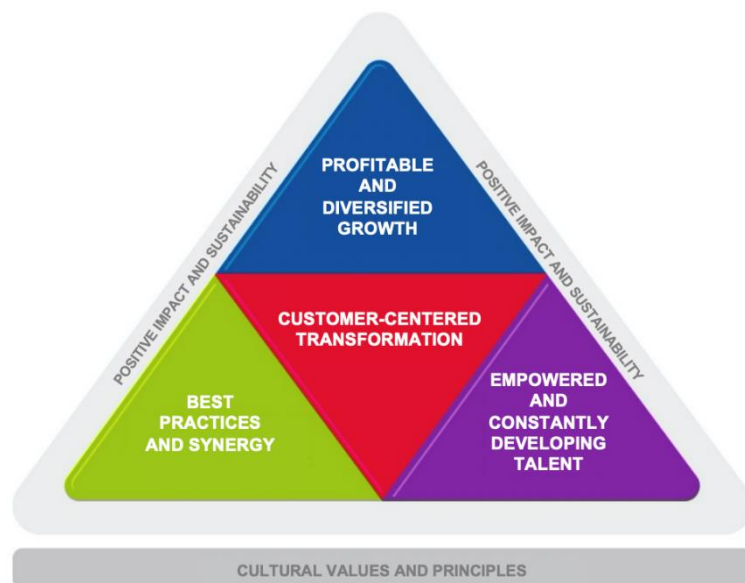 PROFITABLE
AND
DIVERSIFIED
GROWTH
POSITIVE IMPACT AND SUSTAINABILITY
POSITIVE IMPACT AND SUSTAINABILITY
CUSTOMER-CENTERED
TRANSFORMATION
BEST
PRACTICES
AND SYNERGY
EMPOWERED
AND
CONSTANTLY
DEVELOPING
TALENT
CULTURAL VALUES AND PRINCIPLES